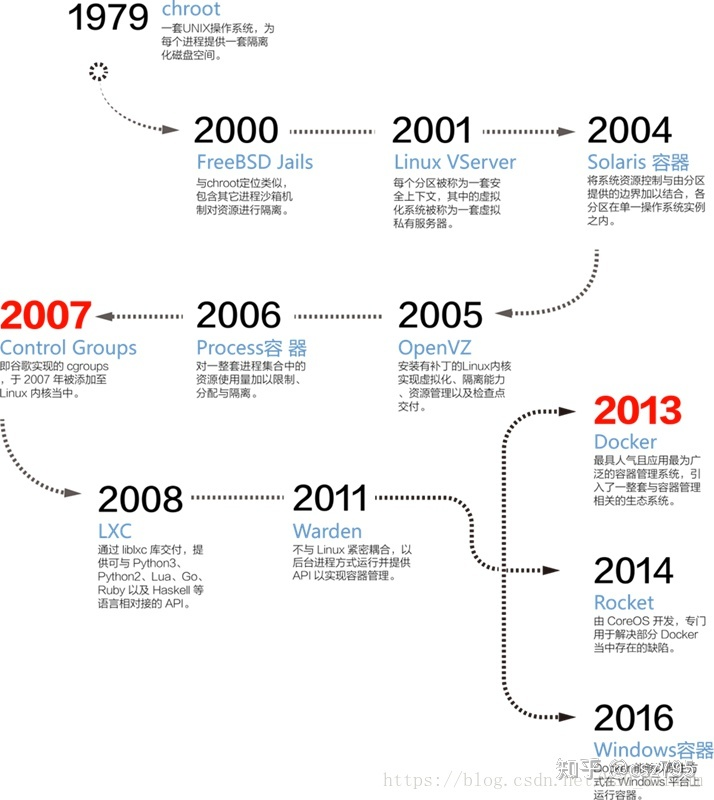 1979
chroot
一套UNIX操作系统，为
每个进程提供一套隔离
化磁盘空间。
2000
FreeBSD Jails
与chroot定位类似，
包含其它进程沙箱机
制对资源进行隔离。
2001
Linux VServer
每个分区被称为一套安
全上下文，其中的虚拟
化系统被称为一套虚拟
私有服务器。
2004
Solaris 容器
将系统资源控制与由分区
提供的边界加以结合，各
分区在单一操作系统实例
之内。
2007
Control Groups
即谷歌实现的 cgroups
，于 2007 年被添加至
Linux 内核当中。
2006
Process容 器
对一整套进程集合中的
资源使用量加以限制、
分配与隔离。
2005
OpenVZ
安装有补丁的Linux内核
实现虚拟化、隔离能力
、资源管理以及检查点
交付。
2008
LXC
通过 liblxc 库交付，提
供可与 Python3、
Python2、Lua、Go、
Ruby 以及 Haskell 等
语言相对接的 API。
2011
Warden
不与 Linux 紧密耦合，以
后台进程方式运行并提供
API 以实现容器管理。
2013
Docker
最具人气且应用最为广
泛的容器管理系统，引
入了一整套与容器管理
相关的生态系统。
2014
Rocket
由 CoreOS 开发，专门
用于解决部分 Docker
当中存在的缺陷。
2016
Windows容器
Docker
式在 Windows 平台上
运行容器。
知乎
https://blog.csdn.net